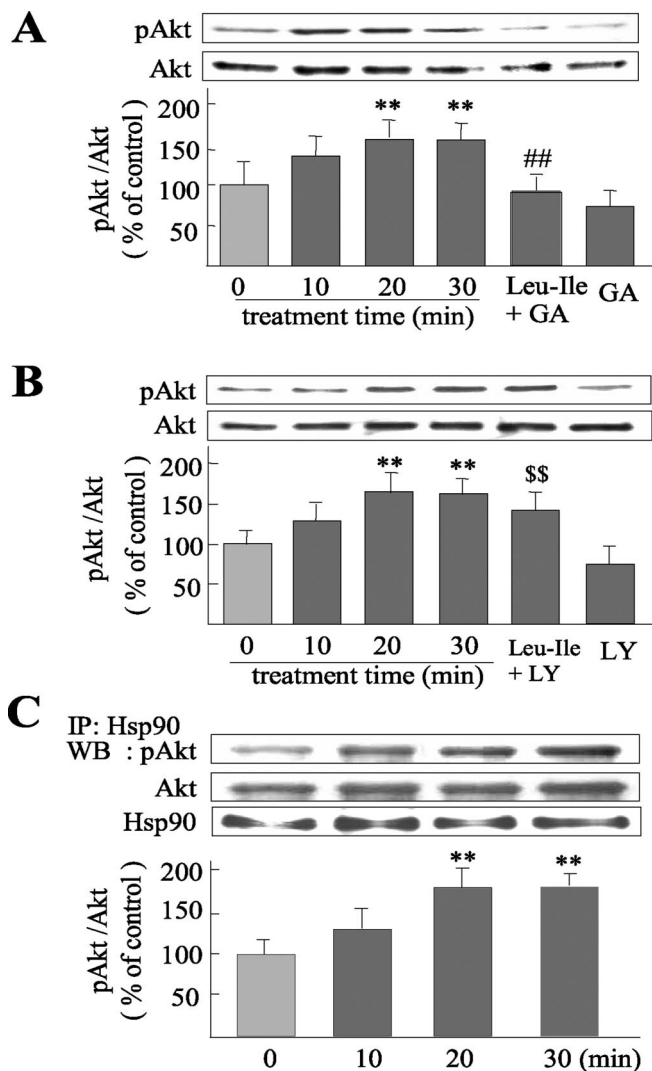 A
pAkt
Akt
pAkt /Akt
( % of control)
200
150
100
50
** ** ##
0 10 20 30 Leu-Ile + GA GA
treatment time (min)
B
pAkt
Akt
pAkt /Akt
( % of control)
200
150
100
50
** ** $$
0 10 20 30 Leu-Ile + LY LY
treatment time (min)
C
IP: Hsp90
WB : pAkt
Akt
Hsp90
pAkt /Akt
( % of control)
200
150
100
50
** **
0 10 20 30 (min)